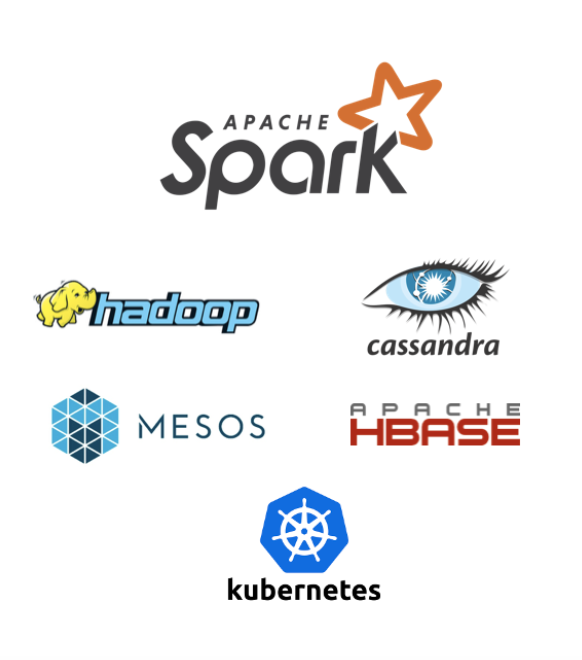 APACHE
Spark
hadoop
cassandra
MESOS
APACHE
HBASE
kubernetes